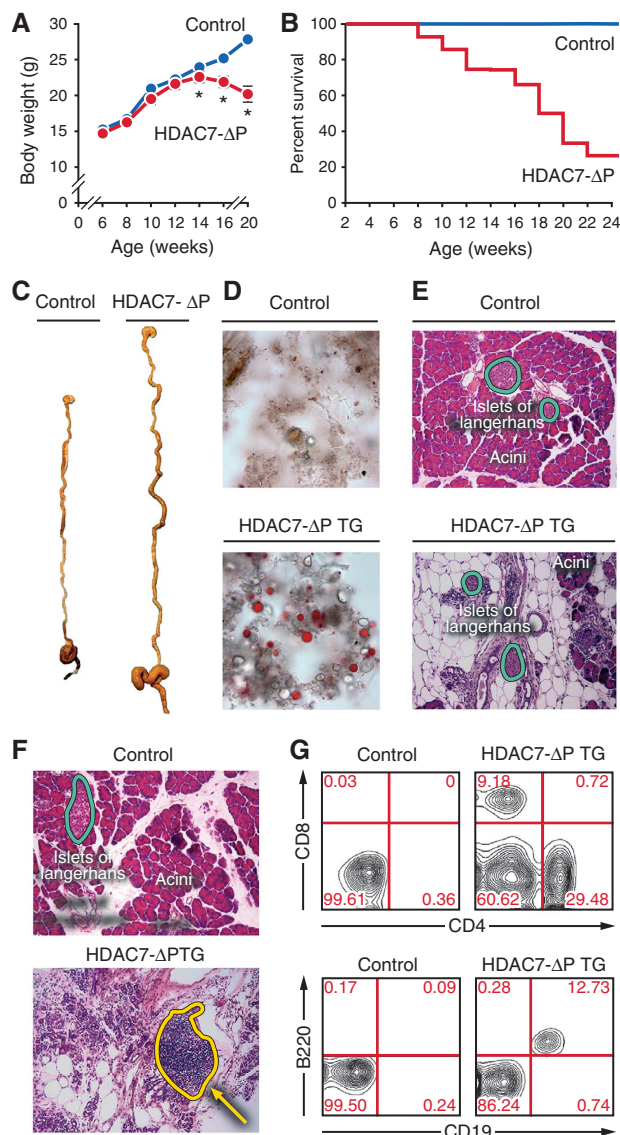 A
Control
Body weight (g)
30
25
20
15
0
HDAC7-ΔP
*
*
*
0
6
8
10
12
14
16
20
Age (weeks)
B
Percent survival
100
80
60
40
20
0
Control
HDAC7-ΔP
2
4
6
8
10
12
14
16
18
20
22
24
Age (weeks)
C
Control
HDAC7- ΔP
D
Control
HDAC7-ΔP TG
E
Control
Islets of
langerhans
Acini
HDAC7-ΔP TG
Acini
Islets of
langerhans
F
Control
Islets of
langerhans
Acini
HDAC7-ΔPTG
G
Control
HDAC7-ΔP TG
CD8
0.03
0
99.61
0.36
9.18
0.72
60.62
29.48
CD4
Control
HDAC7-ΔP TG
B220
0.17
0.09
99.50
0.24
0.28
12.73
86.24
0.74
CD19